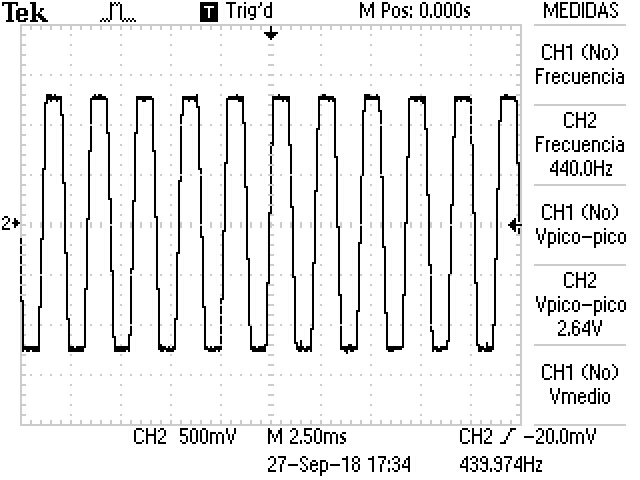 Tek T Trig'd M Pos: 0.000s MEDIDAS
CH1 (No)
Frecuencia
CH2
Frecuencia
440.0Hz
CH1 (No)
Vpico-pico
CH2
Vpico-pico
2.64V
CH1 (No)
Vmedio
2
CH2 500mV M 2.50ms CH2 -20.0mV
27-Sep-18 17:34 439.974Hz